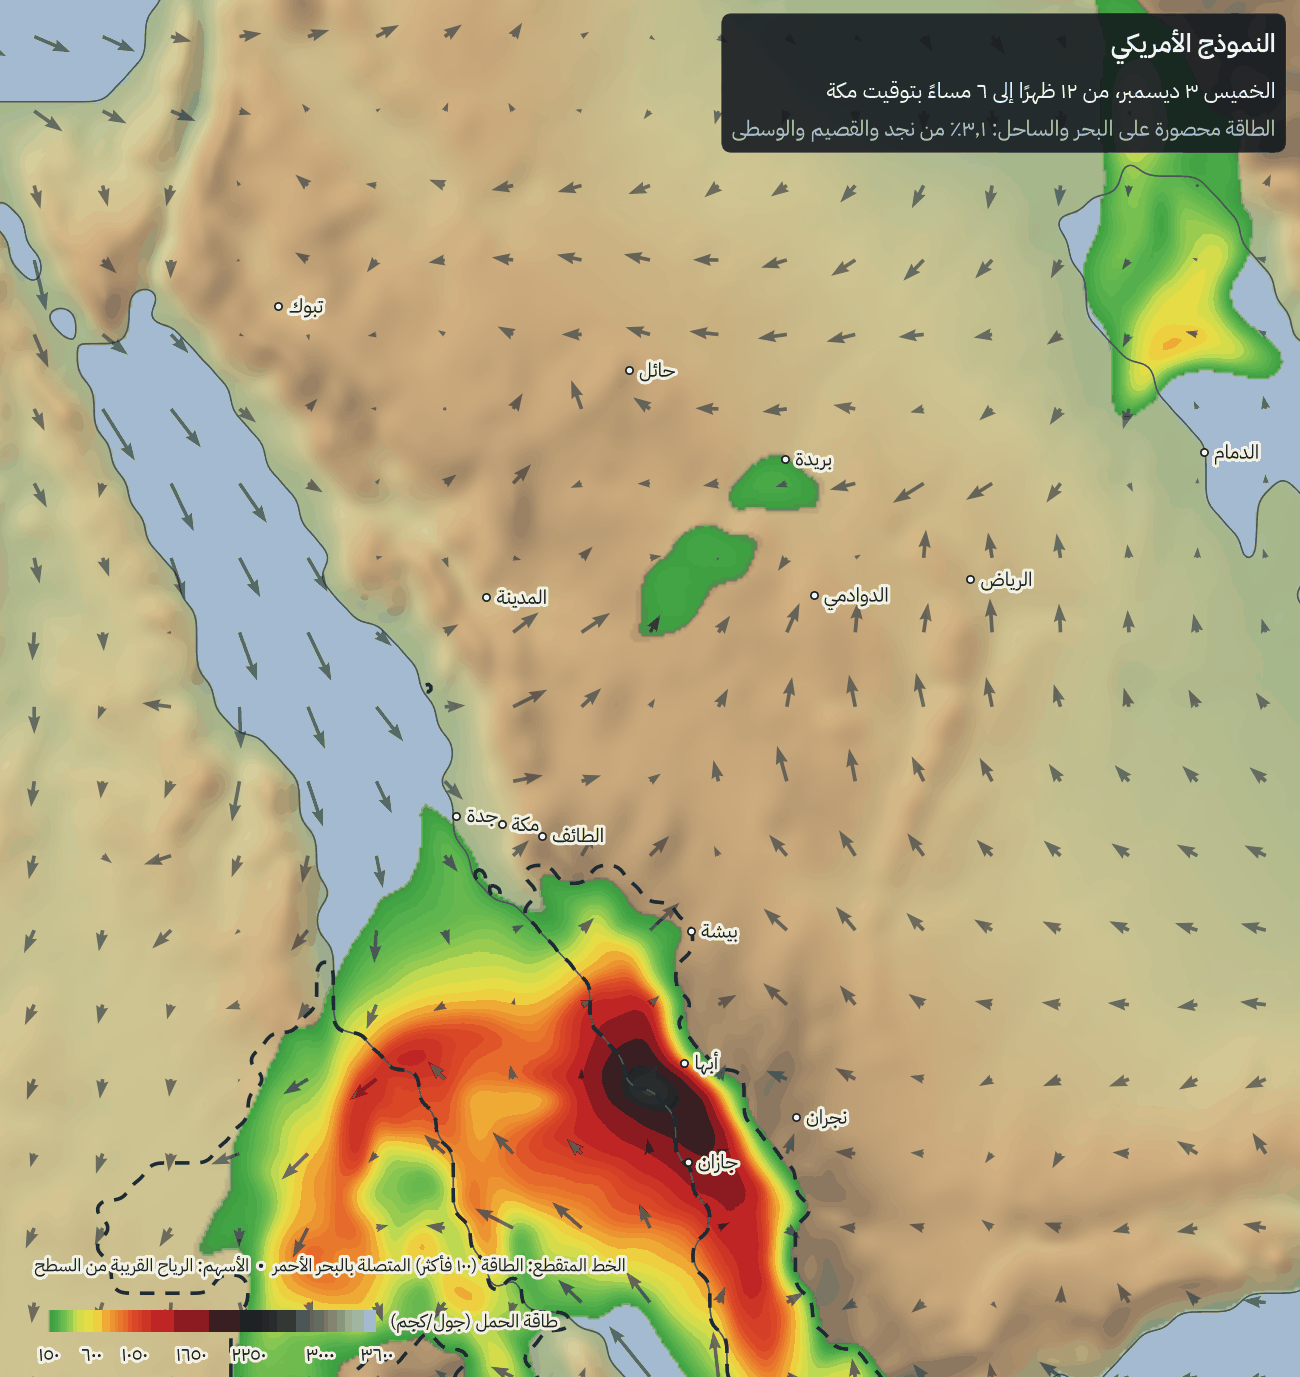 النموذج الأمريكي
الخميس ٣ ديسمبر، من ١٢ ظهرًا إلى ٦ مساءً بتوقيت مكة
الطاقة محصورة على البحر والساحل: ٣,١٪ من نجد والقصيم والوسطى
تبوك
حائل
بريدة
الدمام
الرياض
الدوادمي
المدينة
جدة
مكة
الطائف
بيشة
أبها
نجران
جازان
الخط المتقطع: الطاقة (١٠ فأكثر) المتصلة بالبحر الأحمر • الأسهم: الرياح القريبة من السطح
طاقة الحمل (جول/كجم)
١٥٠ ٦٠٠ ١٠٥٠ ١٦٥٠ ٢٢٥٠ ٣٠٠٠ ٣٦٠٠